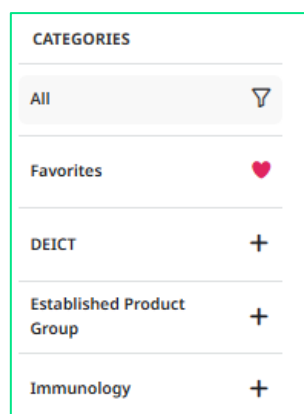 CATEGORIES
All
Favorites
DEICT
Established Product
Group
Immunology